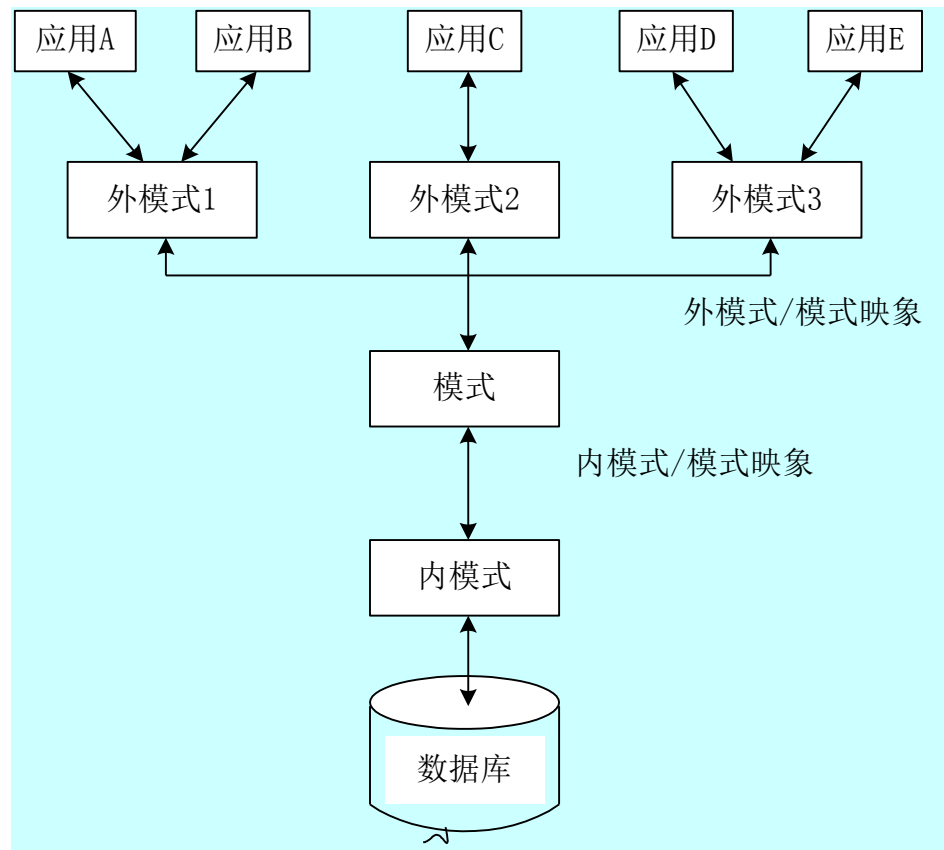 应用A 应用B 应用C 应用D 应用E
外模式1 外模式2 外模式3
外模式/模式映象
模式
内模式/模式映象
内模式
数据库